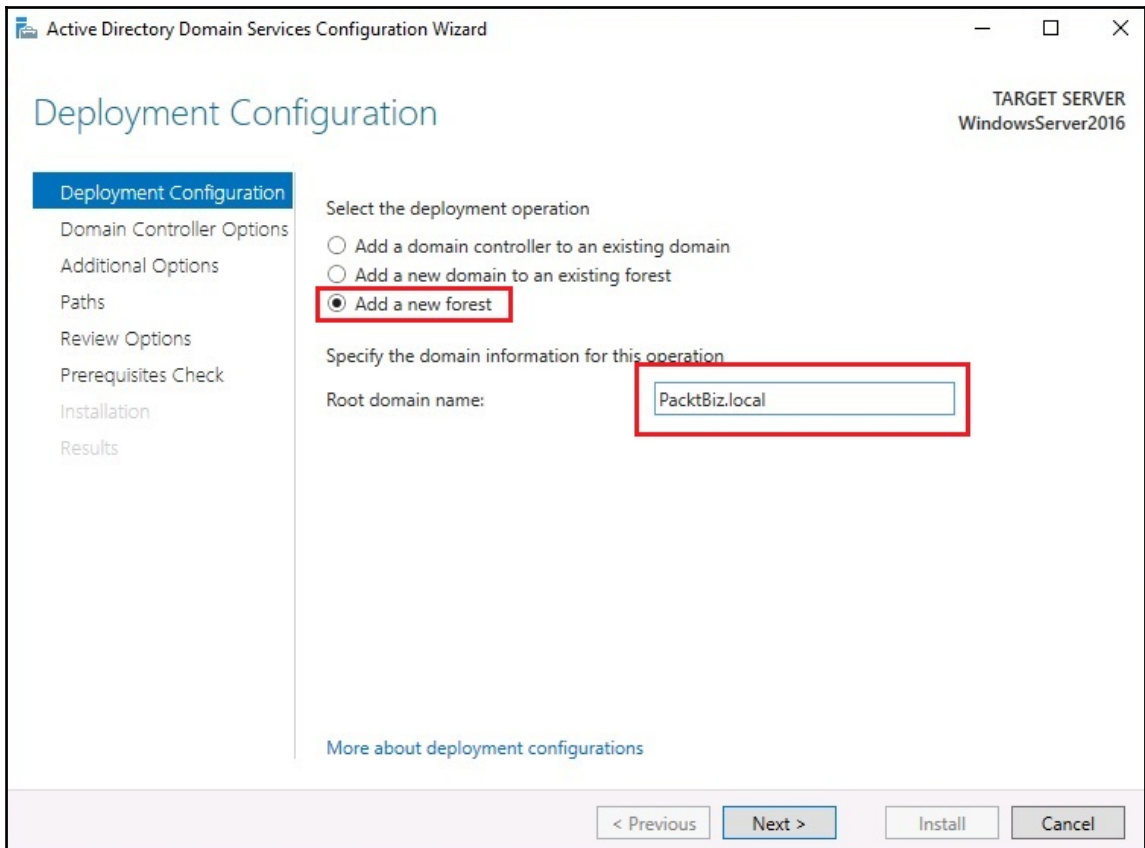 Active Directory Domain Services Configuration Wizard
Deployment Configuration
TARGET SERVER
WindowsServer2016
Deployment Configuration
Domain Controller Options
Additional Options
Paths
Review Options
Prerequisites Check
Installation
Results
Select the deployment operation
Add a domain controller to an existing domain
Add a new domain to an existing forest
Add a new forest
Specify the domain information for this operation
Root domain name: PacktBiz.local
More about deployment configurations
< Previous Next > Install Cancel